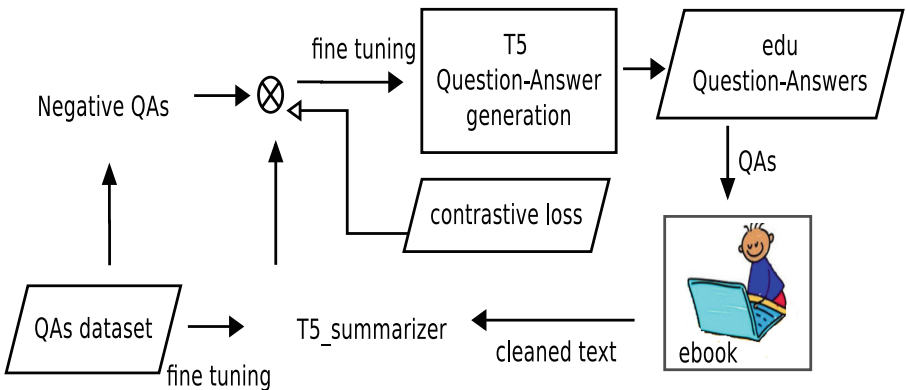 fine tuning
T5
Question-Answer
generation
edu
Question-Answers
Negative QAs
QAs
contrastive loss
QAs dataset
T5_summarizer
cleaned text
ebook
fine tuning